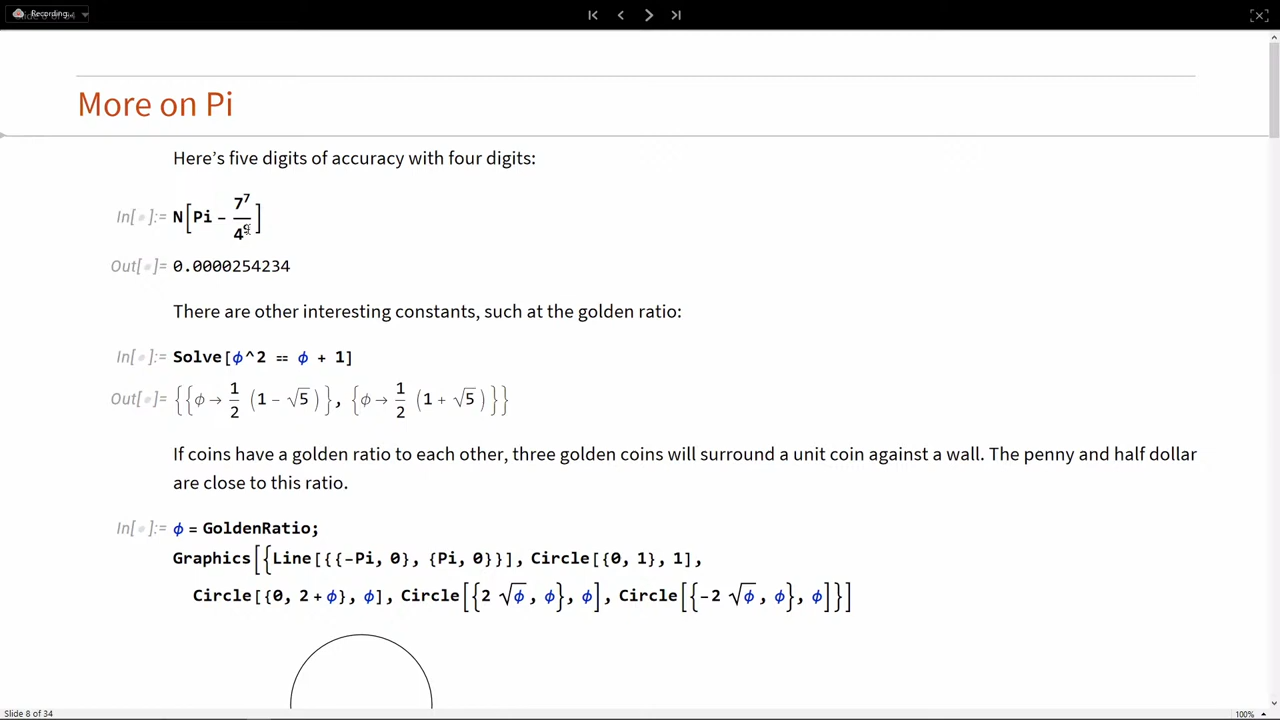 Recording...
More on Pi
Here's five digits of accuracy with four digits:
In[ ]:= N[Pi - 7^7/4^9]
Out[ ]= 0.0000254234
There are other interesting constants, such at the golden ratio:
In[ ]:= Solve[ϕ^2 == ϕ + 1]
Out[ ]= {{ϕ → 1/2 (1 - √5)}, {ϕ → 1/2 (1 + √5)}}
If coins have a golden ratio to each other, three golden coins will surround a unit coin against a wall. The penny and half dollar
are close to this ratio.
In[ ]:= ϕ = GoldenRatio;
Graphics[{Line[{{-Pi, 0}, {Pi, 0}}], Circle[{0, 1}, 1],
Circle[{0, 2 + ϕ}, ϕ], Circle[{2 √ϕ, ϕ}, ϕ], Circle[{-2 √ϕ, ϕ}, ϕ]}]
Slide 8 of 34
100%